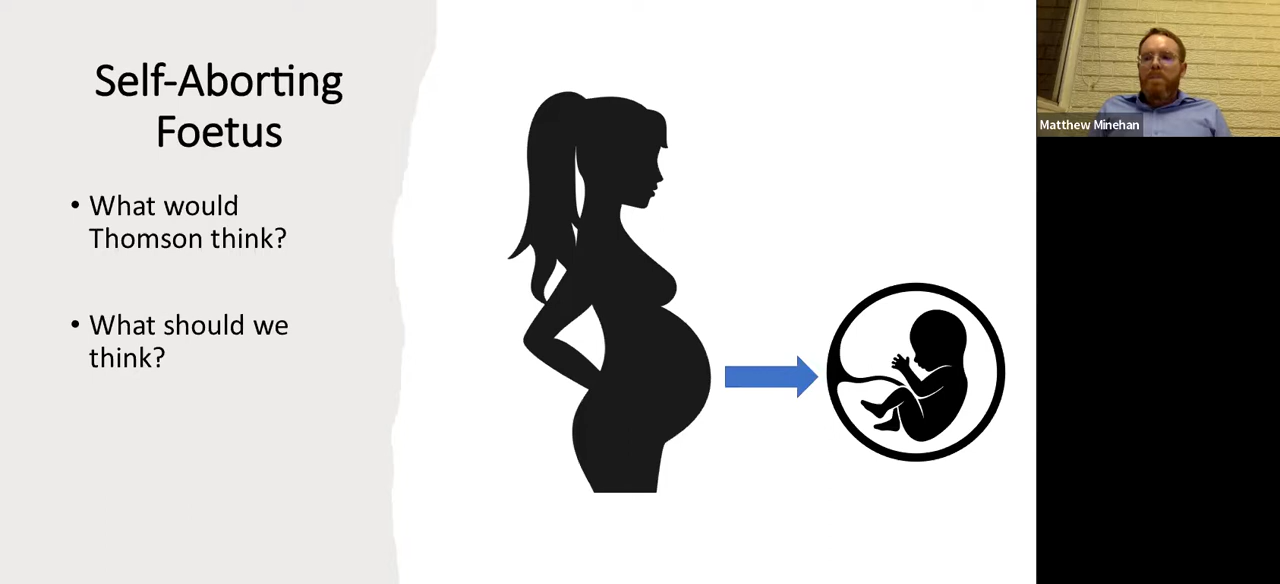 Self-Aborting
Foetus
• What would
Thomson think?
• What should we
think?
Matthew Minehan